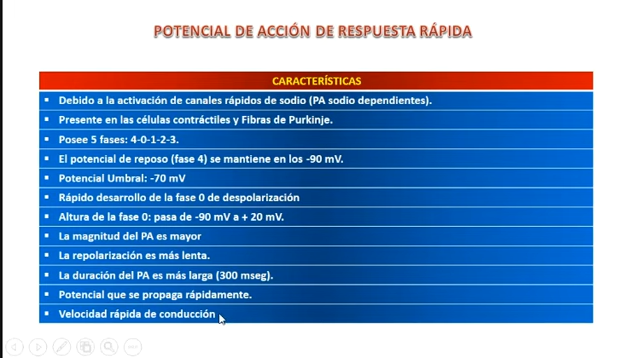 POTENCIAL DE ACCIÓN DE RESPUESTA RÁPIDA
CARACTERÍSTICAS
▪ Debido a la activación de canales rápidos de sodio (PA sodio dependientes).
▪ Presente en las células contráctiles y Fibras de Purkinje.
▪ Posee 5 fases: 4-0-1-2-3.
▪ El potencial de reposo (fase 4) se mantiene en los -90 mV.
▪ Potencial Umbral: -70 mV
▪ Rápido desarrollo de la fase 0 de despolarización
▪ Altura de la fase 0: pasa de -90 mV a + 20 mV.
▪ La magnitud del PA es mayor
▪ La repolarización es más lenta.
▪ La duración del PA es más larga (300 mseg).
▪ Potencial que se propaga rápidamente.
▪ Velocidad rápida de conducción